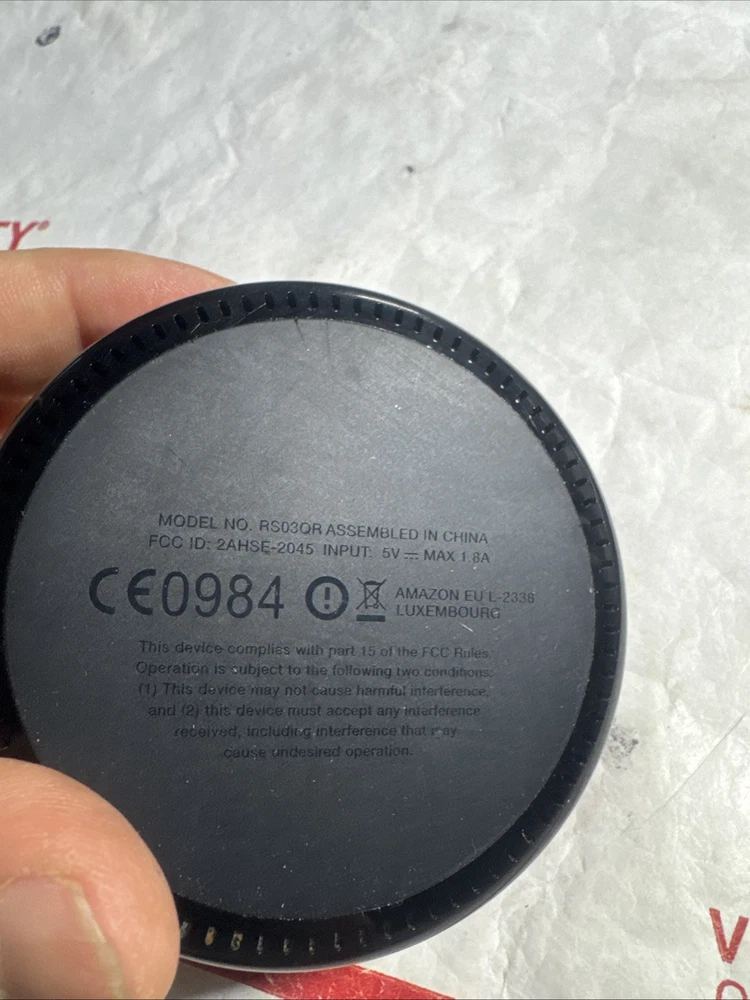 TY®
MODEL NO. RS03QR ASSEMBLED IN CHINA
FCC ID: 2AHSE-2045 INPUT: 5V⎓ MAX 1.8A
CE0984 AMAZON EU L-2338
LUXEMBOURG
This device complies with part 15 of the FCC Rules.
Operation is subject to the following two conditions:
(1) This device may not cause harmful interference,
and (2) this device must accept any interference
received, including interference that may
cause undesired operation.
V